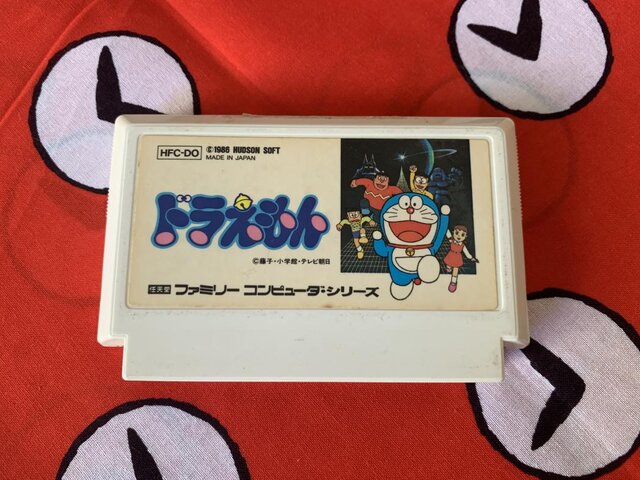 HFC-DO ©1986 HUDSON SOFT
MADE IN JAPAN
ドラえもん
©藤子・小学館・テレビ朝日
任天堂 ファミリー コンピュータ・シリーズ